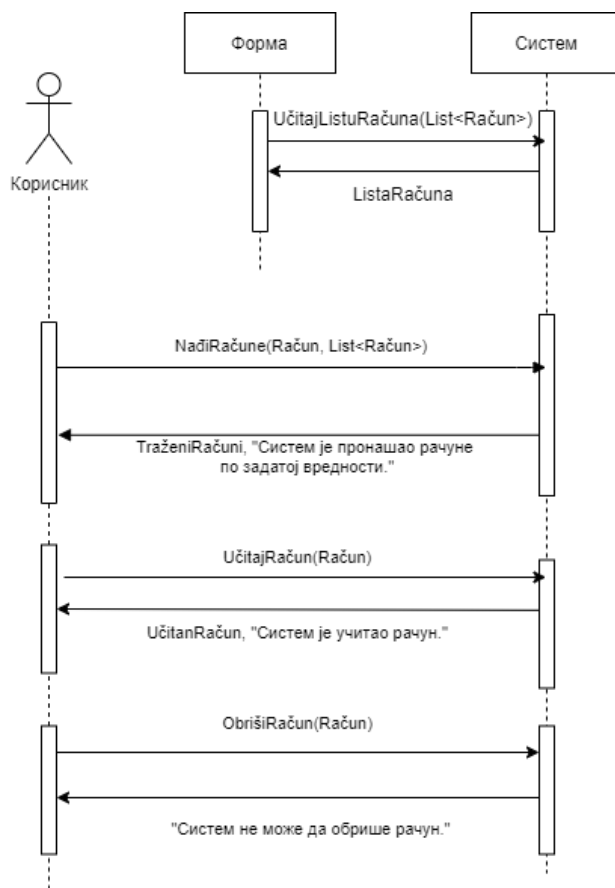 Форма
Систем
UčitajListuRačuna(List<Račun>)
ListaRačuna
Корисник
NađiRačune(Račun, List<Račun>)
TraženiRačuni, "Систем је пронашао рачуне
по задатој вредности."
UčitajRačun(Račun)
UčitanRačun, "Систем је учитао рачун."
ObrišiRačun(Račun)
"Систем не може да обрише рачун."